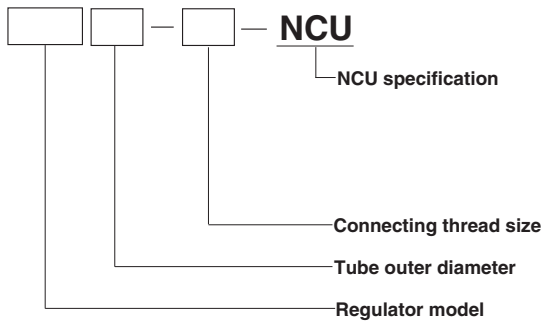 NCU
NCU specification
Connecting thread size
Tube outer diameter
Regulator model